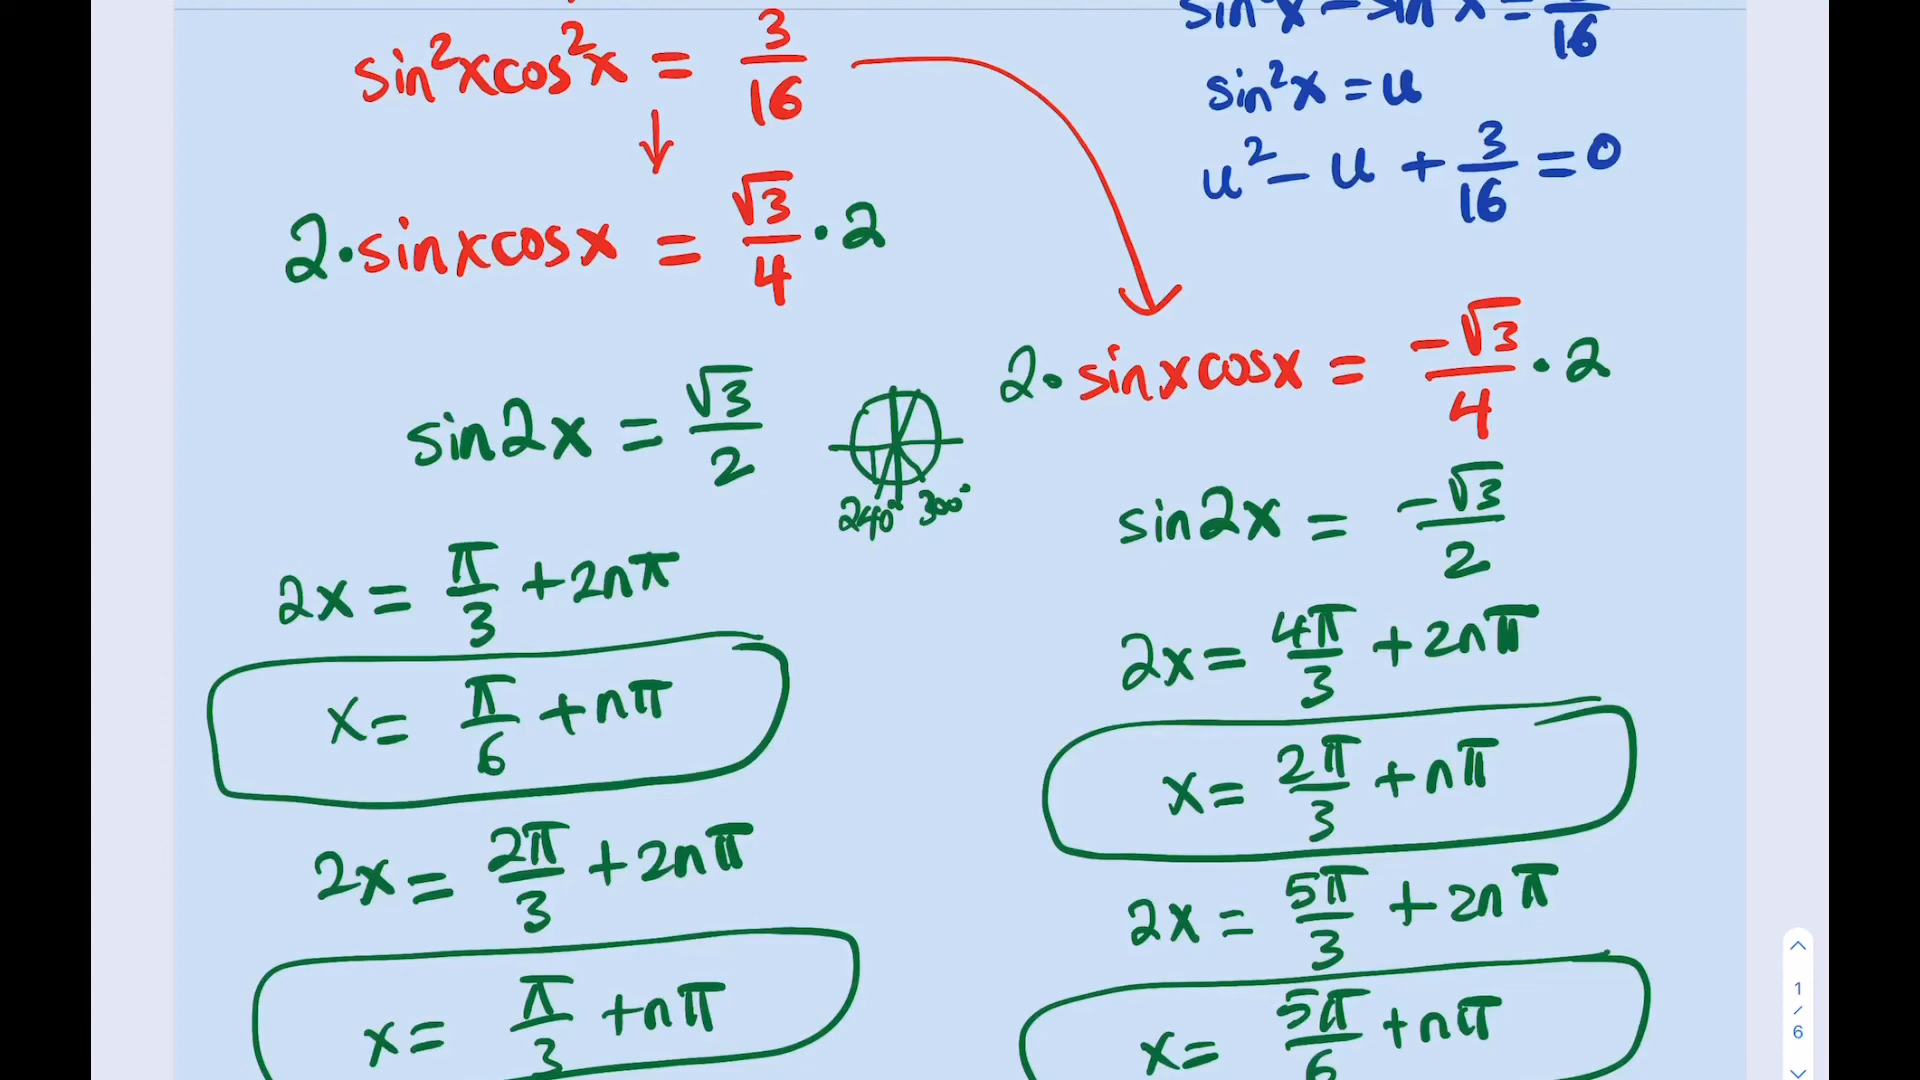 sin²xcos²x = 3/16
2·sinxcosx = √3/4 ·2
sin2x = √3/2
240° 300°
2x = π/3 + 2nπ
x = π/6 + nπ
2x = 2π/3 + 2nπ
x = π/3 + nπ
16
sin²x = u
u² − u + 3/16 = 0
2·sinxcosx = −√3/4 ·2
sin2x = −√3/2
2x = 4π/3 + 2nπ
x = 2π/3 + nπ
2x = 5π/3 + 2nπ
x = 5π/6 + nπ
1
/
6